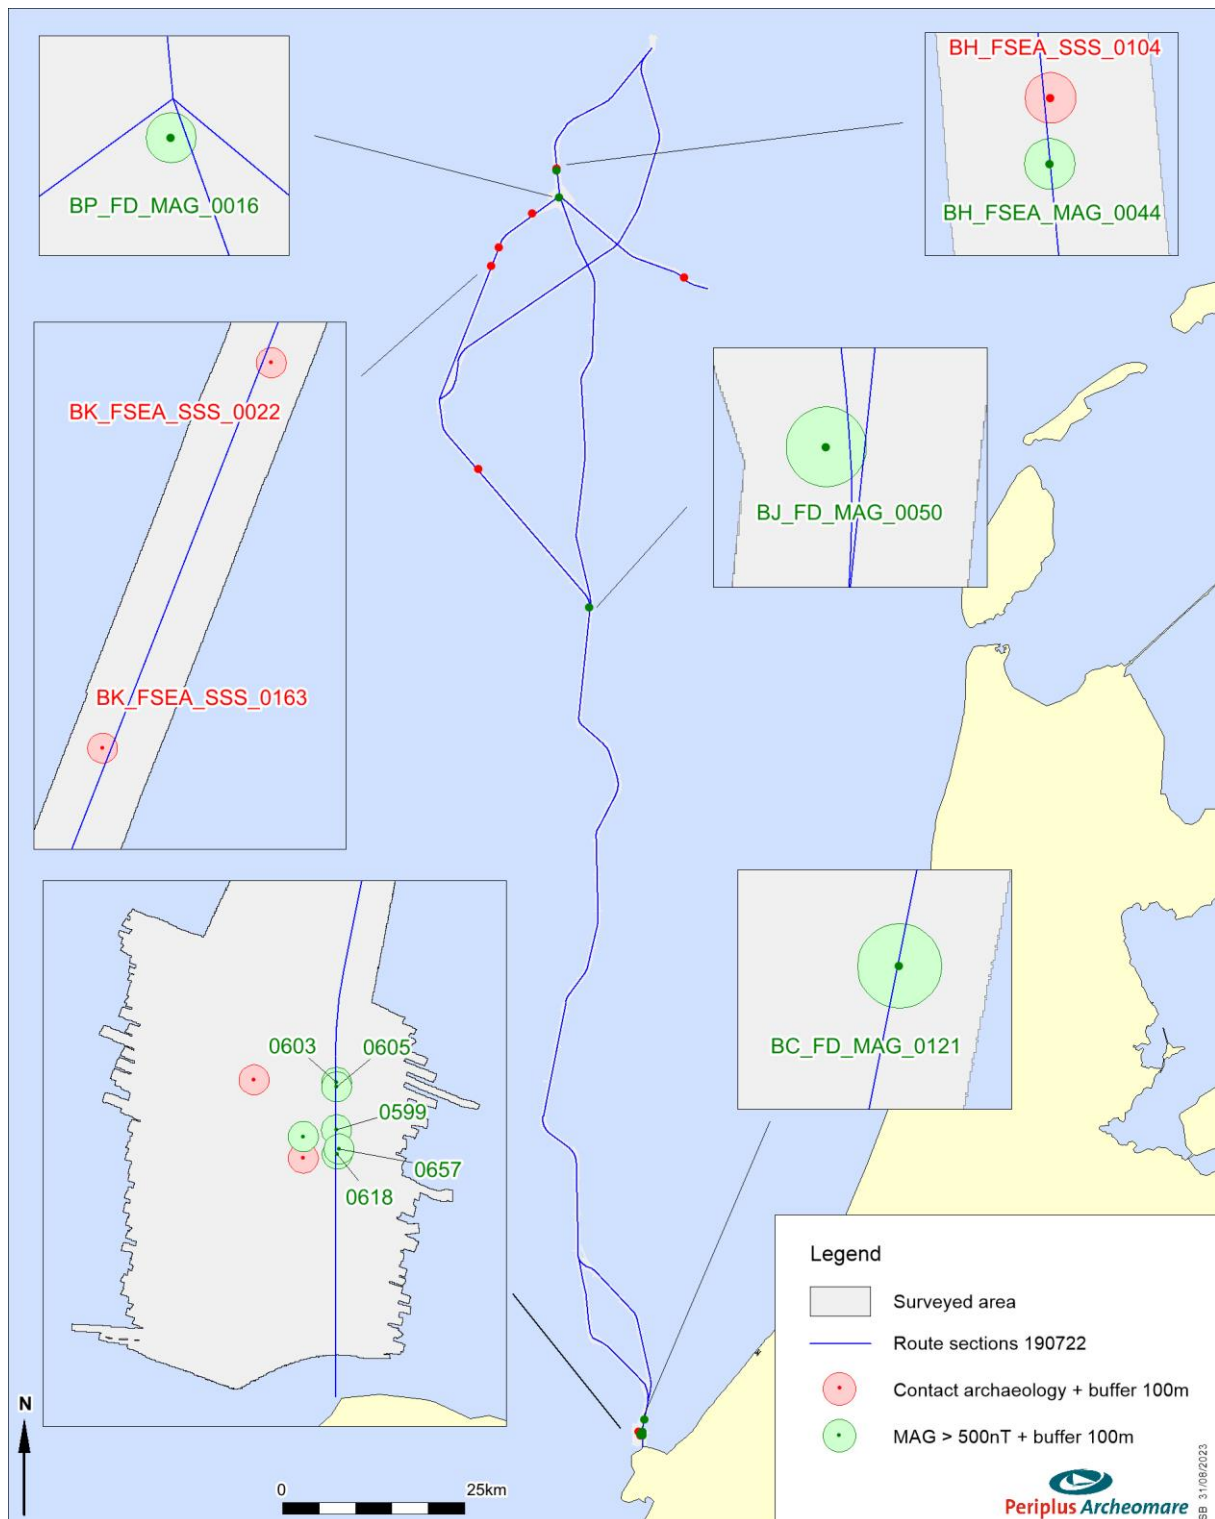 BH_FSEA_SSS_0104
BP_FD_MAG_0016
BH_FSEA_MAG_0044
BK_FSEA_SSS_0022
BJ_FD_MAG_0050
BK_FSEA_SSS_0163
BC_FD_MAG_0121
0603
0605
0599
0657
0618
Legend
Surveyed area
Route sections 190722
Contact archaeology + buffer 100m
MAG > 500nT + buffer 100m
N
0
25km
Periplus Archeomare
SB 31/08/2023